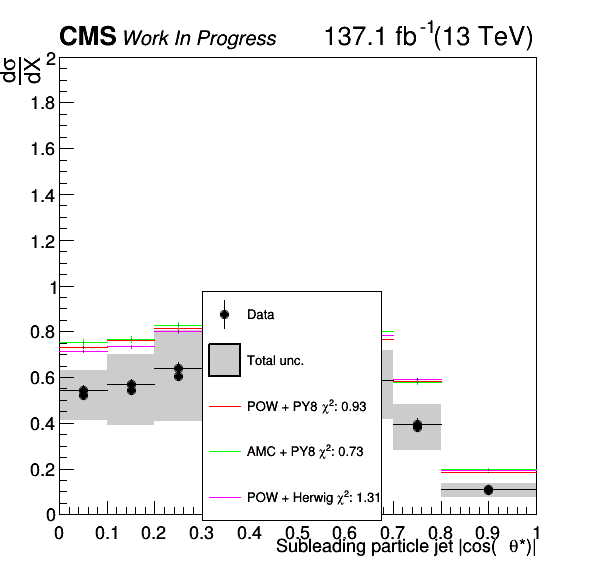 CMS Work In Progress 137.1 fb-1(13 TeV)
dσ
dX
2
1.8
1.6
1.4
1.2
1
0.8
0.6
0.4
0.2
0
Data
Total unc.
POW + PY8 χ²: 0.93
AMC + PY8 χ²: 0.73
POW + Herwig χ²: 1.31
0 0.1 0.2 0.3 0.4 0.5 0.6 0.7 0.8 0.9 1
Subleading particle jet |cos( θ*)|